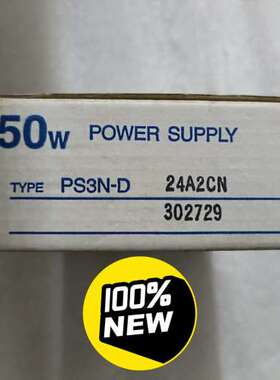 50W POWER SUPPLY
TYPE PS3N-D 24A2CN
302729
100%
NEW